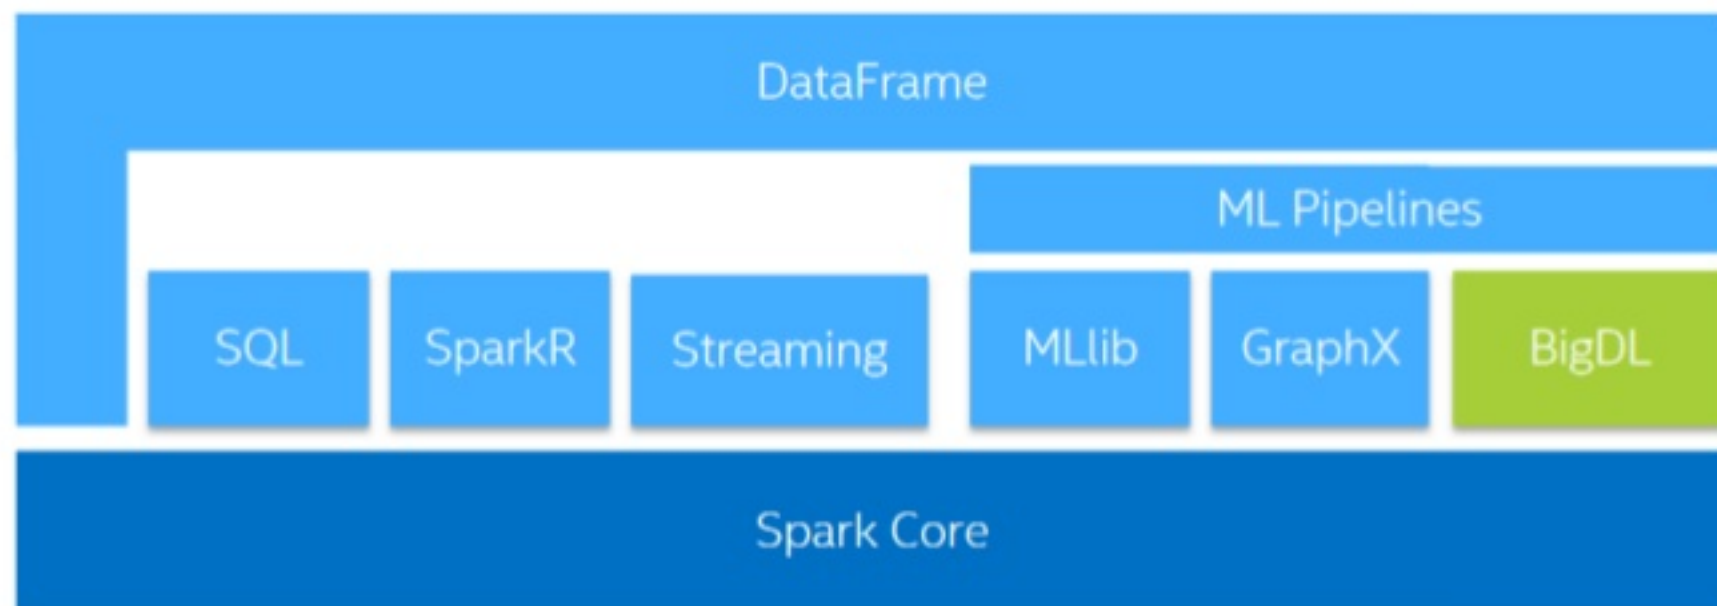 DataFrame
ML Pipelines
SQL
SparkR
Streaming
MLlib
GraphX
BigDL
Spark Core